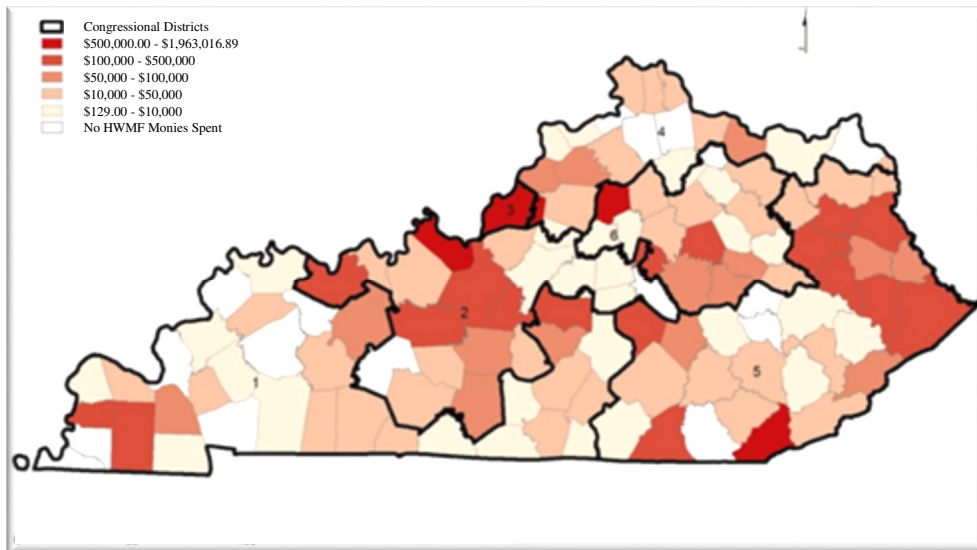 Congressional Districts
$500,000.00 - $1,963,016.89
$100,000 - $500,000
$50,000 - $100,000
$10,000 - $50,000
$129.00 - $10,000
No HWMF Monies Spent
4
3
6
2
5
1